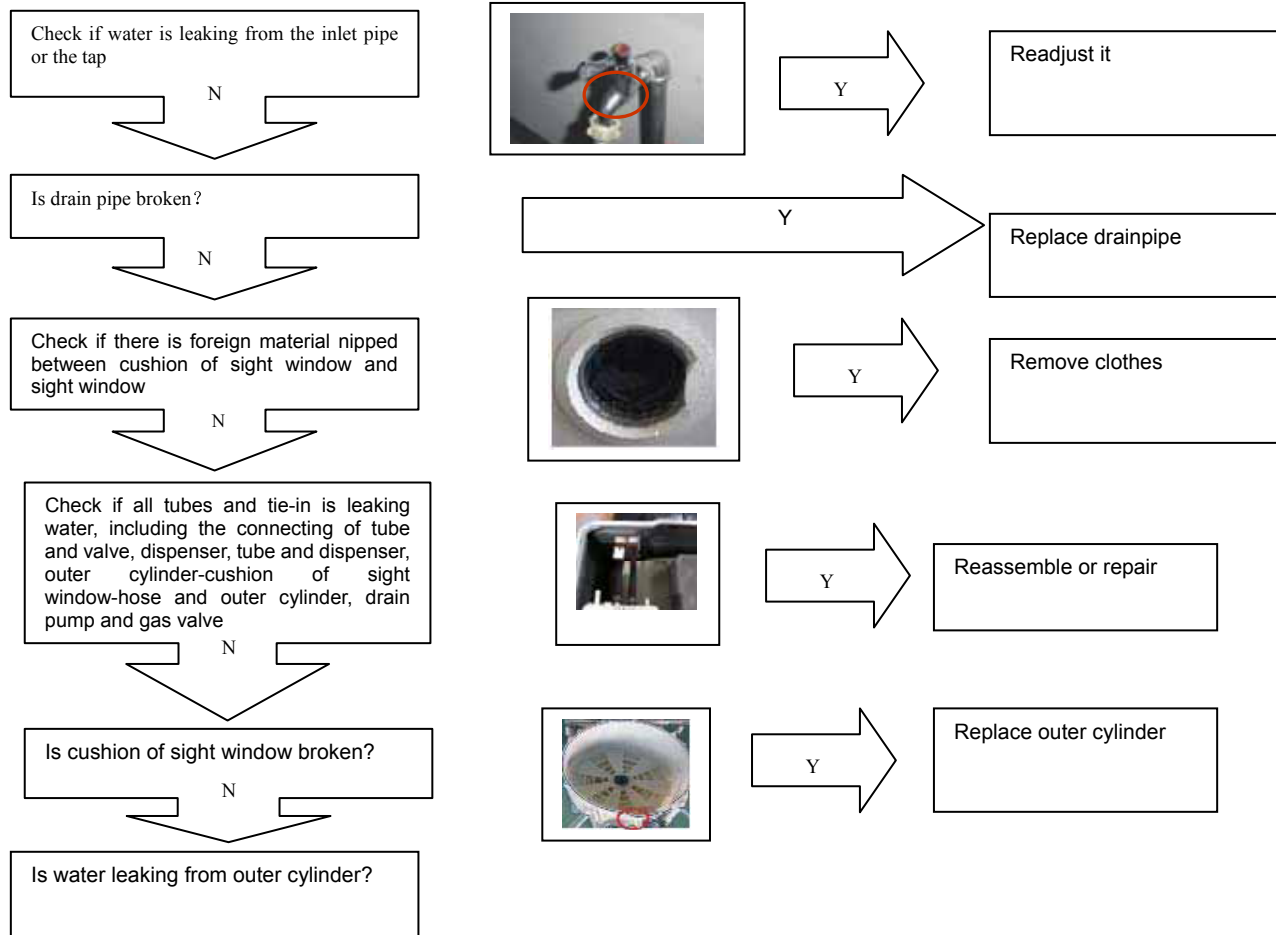 Check if water is leaking from the inlet pipe
or the tap
N
Y
Readjust it
Is drain pipe broken？
N
Y
Replace drainpipe
Check if there is foreign material nipped
between cushion of sight window and
sight window
N
Y
Remove clothes
Check if all tubes and tie-in is leaking
water, including the connecting of tube
and valve, dispenser, tube and dispenser,
outer cylinder-cushion of sight
window-hose and outer cylinder, drain
pump and gas valve
N
Y
Reassemble or repair
Is cushion of sight window broken?
N
Y
Replace outer cylinder
Is water leaking from outer cylinder?